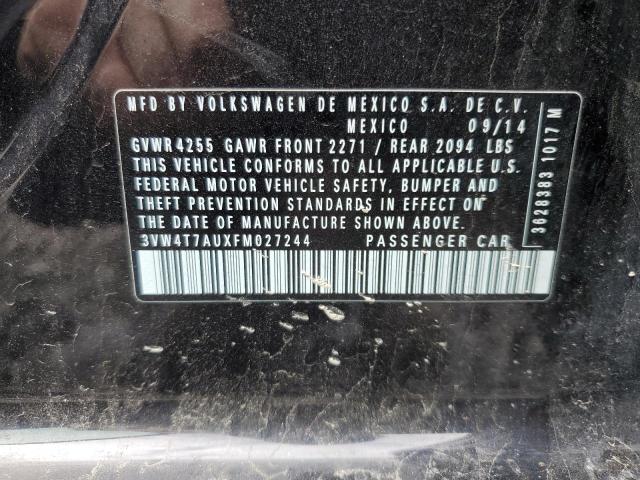 MFD BY VOLKSWAGEN DE MEXICO S.A. DE C.V.
MEXICO 09/14
GVWR 4255 GAWR FRONT 2271 / REAR 2094 LBS
THIS VEHICLE CONFORMS TO ALL APPLICABLE U.S.
FEDERAL MOTOR VEHICLE SAFETY, BUMPER AND
THEFT PREVENTION STANDARDS IN EFFECT ON
THE DATE OF MANUFACTURE SHOWN ABOVE.
3VW4T7AUXFM027244 PASSENGER CAR
3628383 1017 M